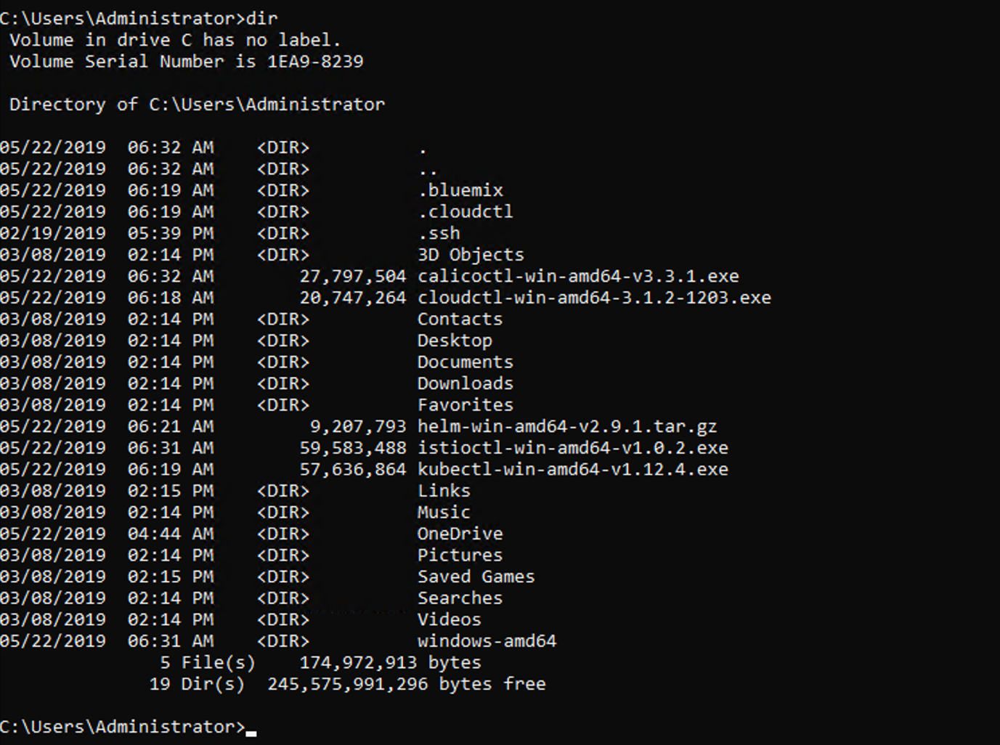 C:\Users\Administrator>dir
 Volume in drive C has no label.
 Volume Serial Number is 1EA9-8239

 Directory of C:\Users\Administrator

05/22/2019  06:32 AM    <DIR>          .
05/22/2019  06:32 AM    <DIR>          ..
05/22/2019  06:19 AM    <DIR>          .bluemix
05/22/2019  06:19 AM    <DIR>          .cloudctl
02/19/2019  05:39 PM    <DIR>          .ssh
03/08/2019  02:14 PM    <DIR>          3D Objects
05/22/2019  06:32 AM        27,797,504 calicoctl-win-amd64-v3.3.1.exe
05/22/2019  06:18 AM        20,747,264 cloudctl-win-amd64-3.1.2-1203.exe
03/08/2019  02:14 PM    <DIR>          Contacts
03/08/2019  02:14 PM    <DIR>          Desktop
03/08/2019  02:14 PM    <DIR>          Documents
03/08/2019  02:14 PM    <DIR>          Downloads
03/08/2019  02:14 PM    <DIR>          Favorites
05/22/2019  06:21 AM         9,207,793 helm-win-amd64-v2.9.1.tar.gz
05/22/2019  06:31 AM        59,583,488 istioctl-win-amd64-v1.0.2.exe
05/22/2019  06:19 AM        57,636,864 kubectl-win-amd64-v1.12.4.exe
03/08/2019  02:15 PM    <DIR>          Links
03/08/2019  02:14 PM    <DIR>          Music
05/22/2019  04:44 AM    <DIR>          OneDrive
03/08/2019  02:14 PM    <DIR>          Pictures
03/08/2019  02:15 PM    <DIR>          Saved Games
03/08/2019  02:14 PM    <DIR>          Searches
03/08/2019  02:14 PM    <DIR>          Videos
05/22/2019  06:31 AM    <DIR>          windows-amd64
               5 File(s)    174,972,913 bytes
              19 Dir(s)  245,575,991,296 bytes free

C:\Users\Administrator>